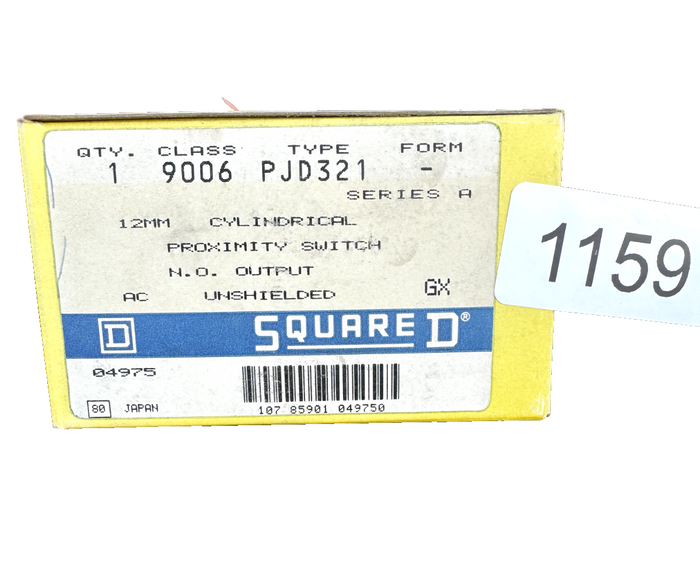 QTY. CLASS TYPE FORM
1 9006 PJD321 -
SERIES A
12MM CYLINDRICAL
PROXIMITY SWITCH
N.O. OUTPUT
AC UNSHIELDED GX
D SQUARE D®
04975
107 85901 049750
80 JAPAN
1159